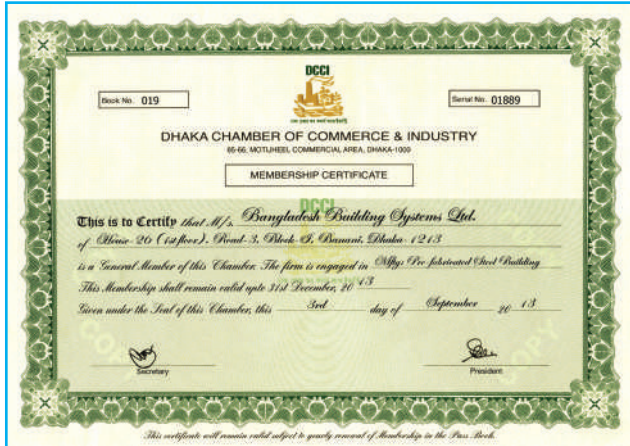 DCCI
Book No. 019
Serial No. 01889
DHAKA CHAMBER OF COMMERCE & INDUSTRY
65-66, MOTIJHEEL COMMERCIAL AREA, DHAKA-1000
MEMBERSHIP CERTIFICATE
DCCI
This is to Certify that M/s. Bangladesh Building Systems Ltd.
of House-20 (1st floor), Road-3, Block-I, Banani, Dhaka-1213
is a General Member of this Chamber. The firm is engaged in Mfg: Pre-fabricated Steel Building
This Membership shall remain valid upto 31st December, 2013
Given under the Seal of this Chamber, this 3rd day of September 2013
COPY
COPY
Secretary
President
This certificate will remain valid subject to yearly renewal of Membership in the Pass Book.